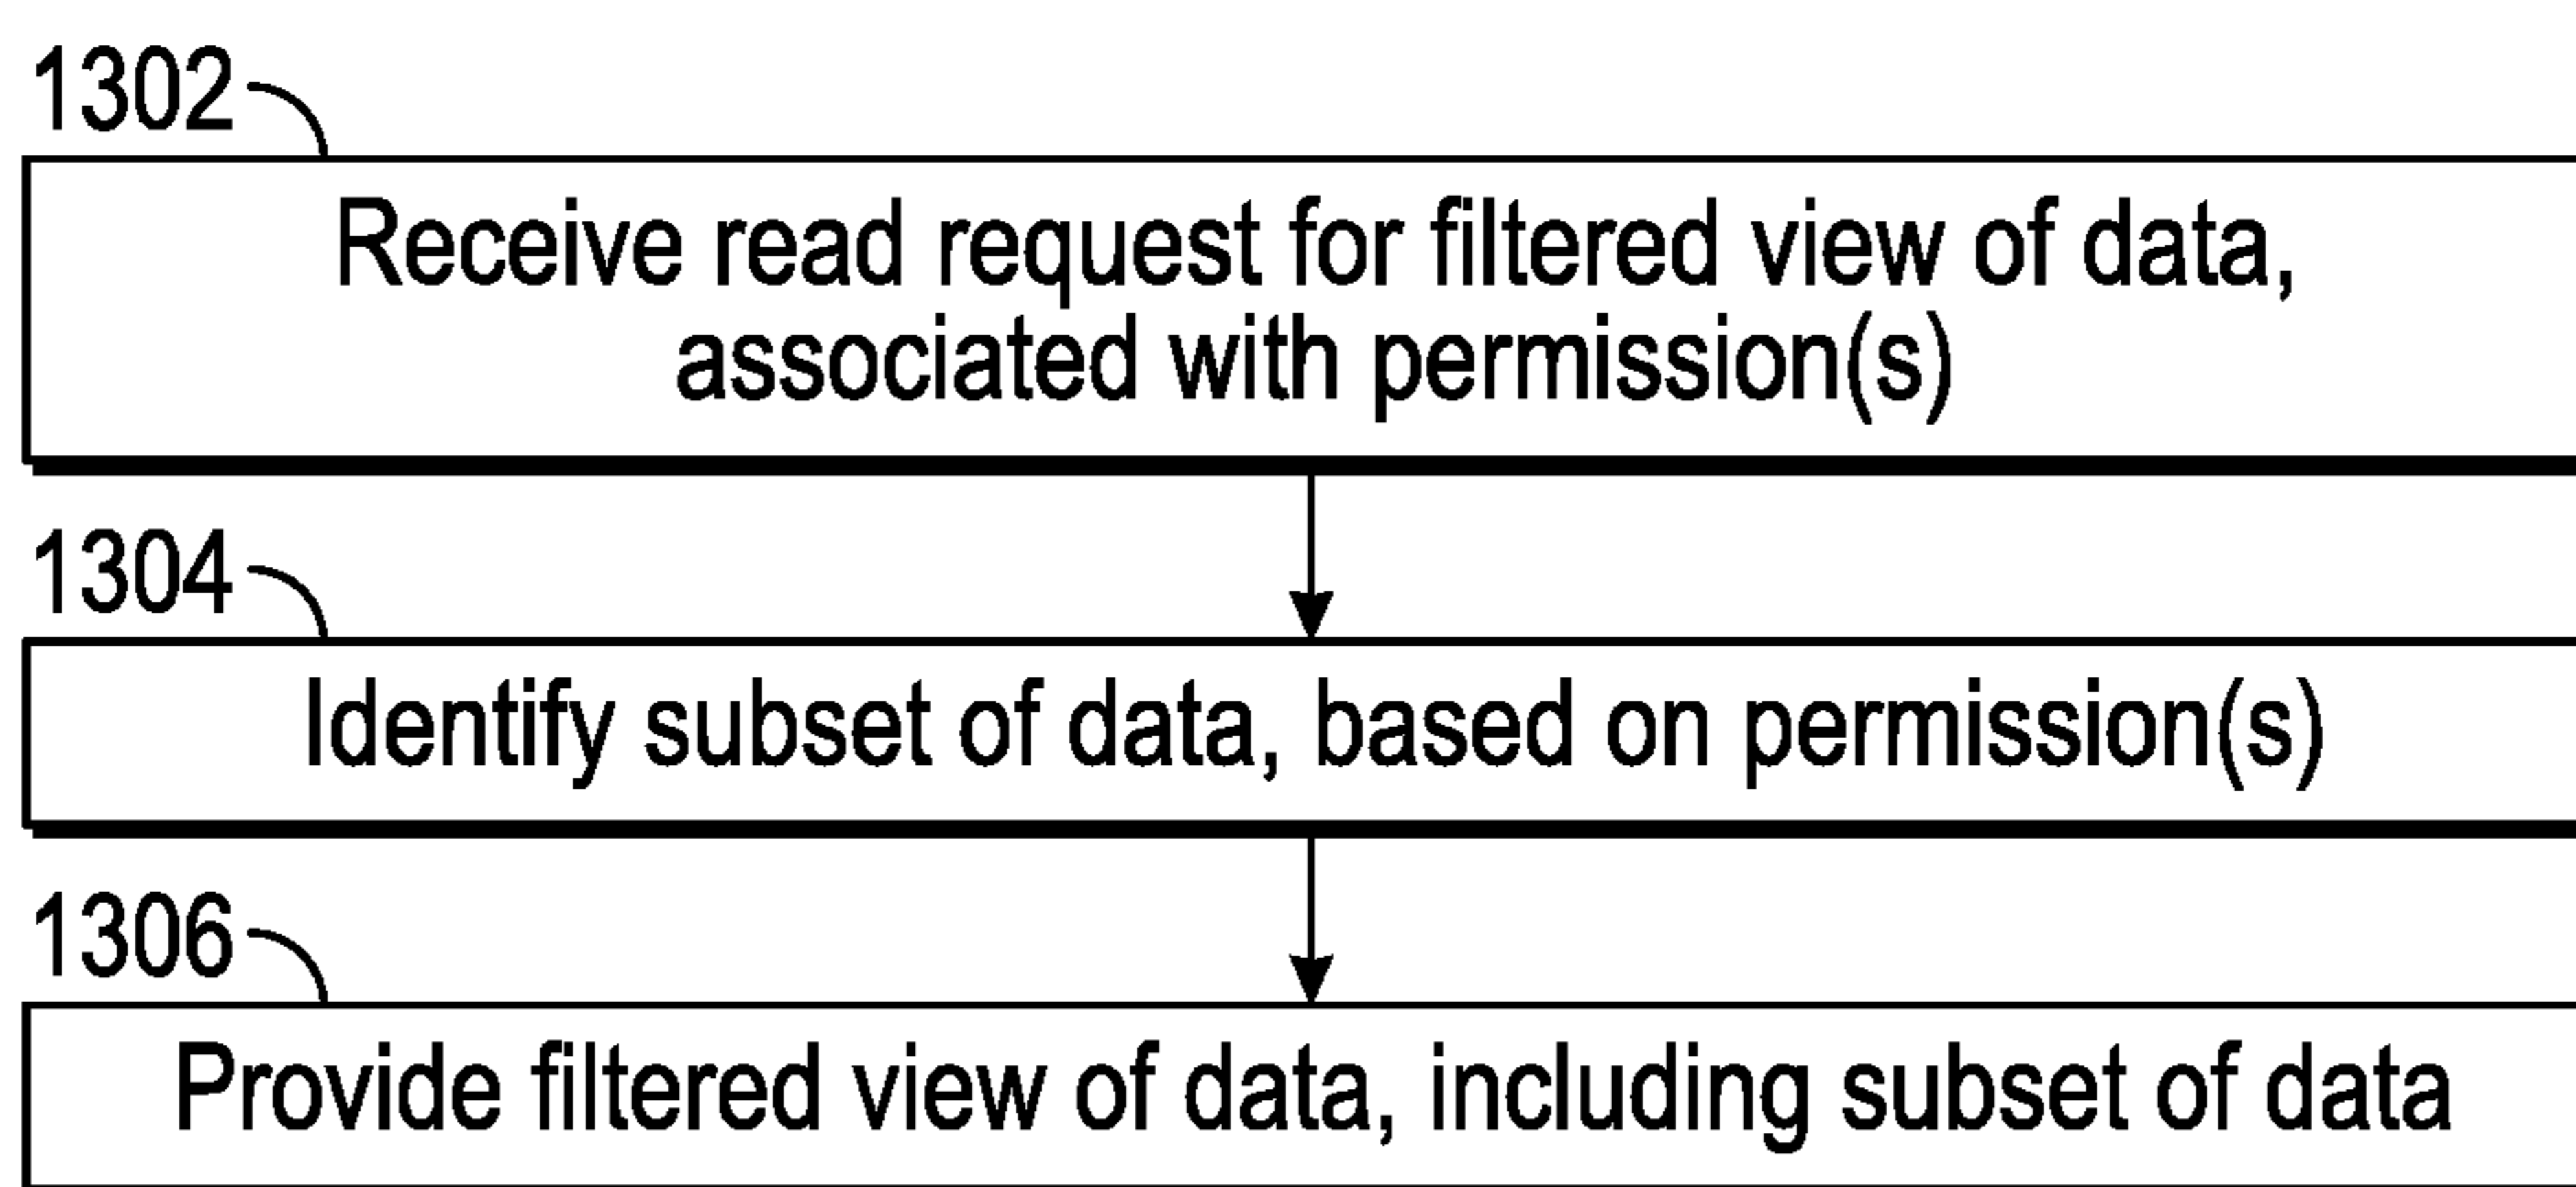 1302
Receive read request for filtered view of data,
associated with permission(s)
1304
Identify subset of data, based on permission(s)
1306
Provide filtered view of data, including subset of data